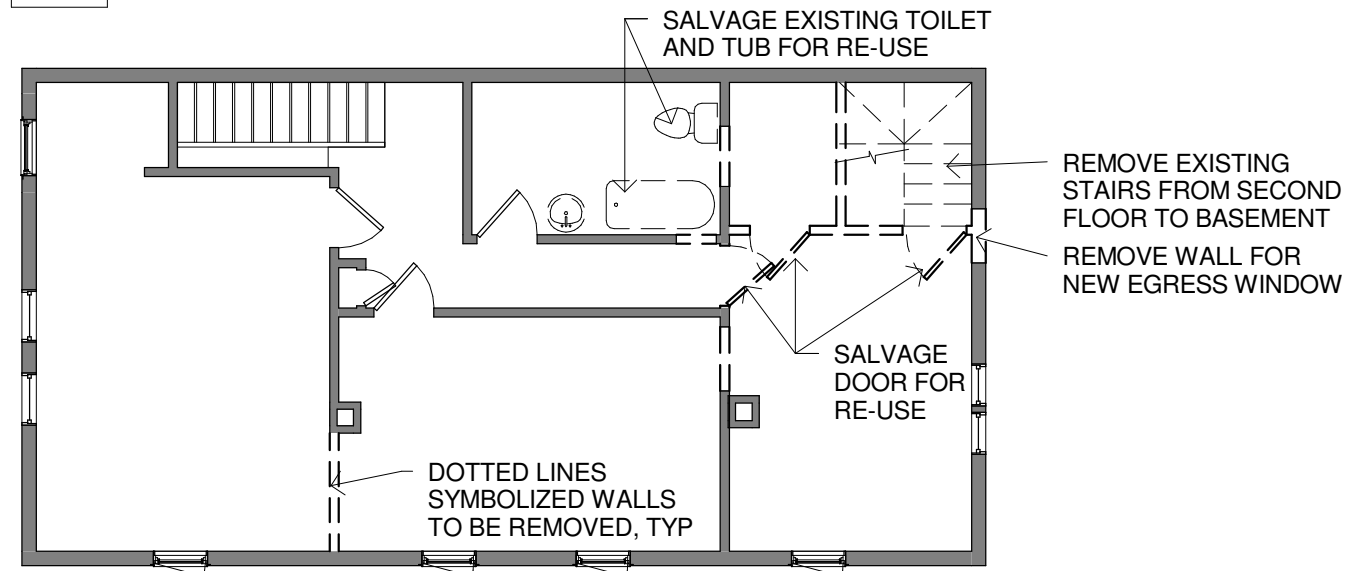 SALVAGE EXISTING TOILET
AND TUB FOR RE-USE
REMOVE EXISTING
STAIRS FROM SECOND
FLOOR TO BASEMENT
REMOVE WALL FOR
NEW EGRESS WINDOW
SALVAGE
DOOR FOR
RE-USE
DOTTED LINES
SYMBOLIZED WALLS
TO BE REMOVED, TYP